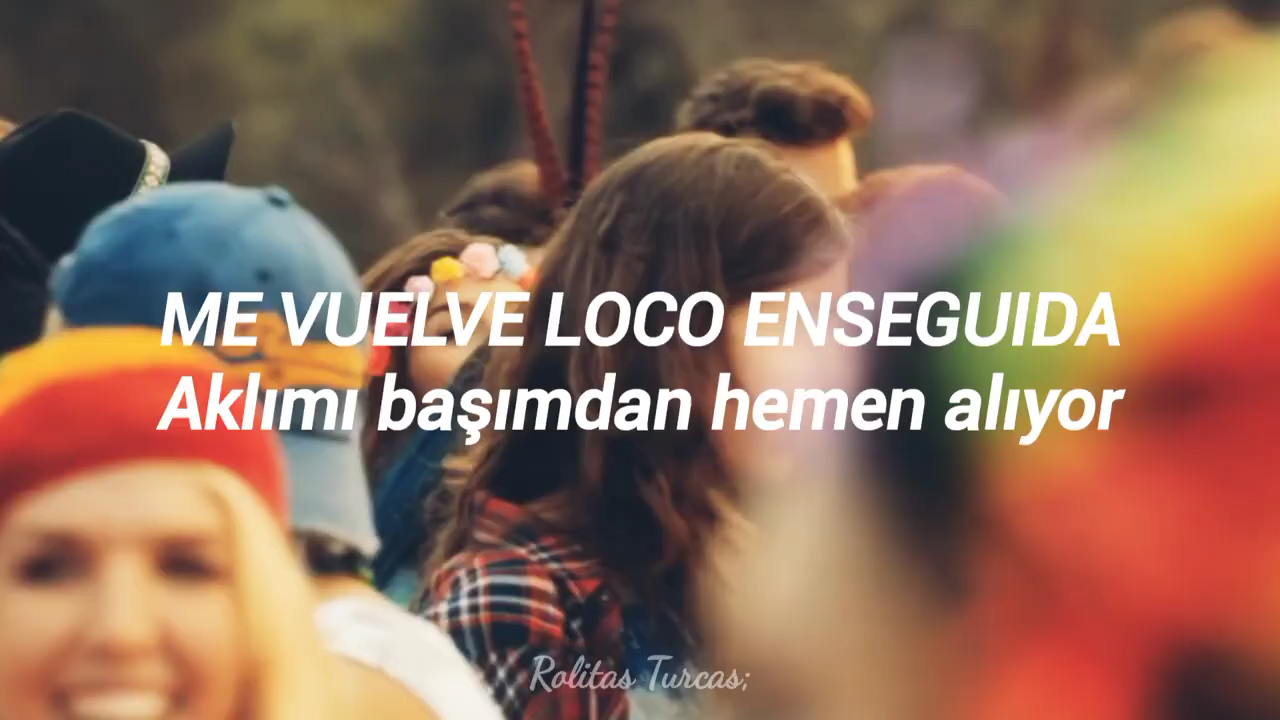 ME VUELVE LOCO ENSEGUIDA
Aklımı başımdan hemen alıyor
Rolitas Turcas;